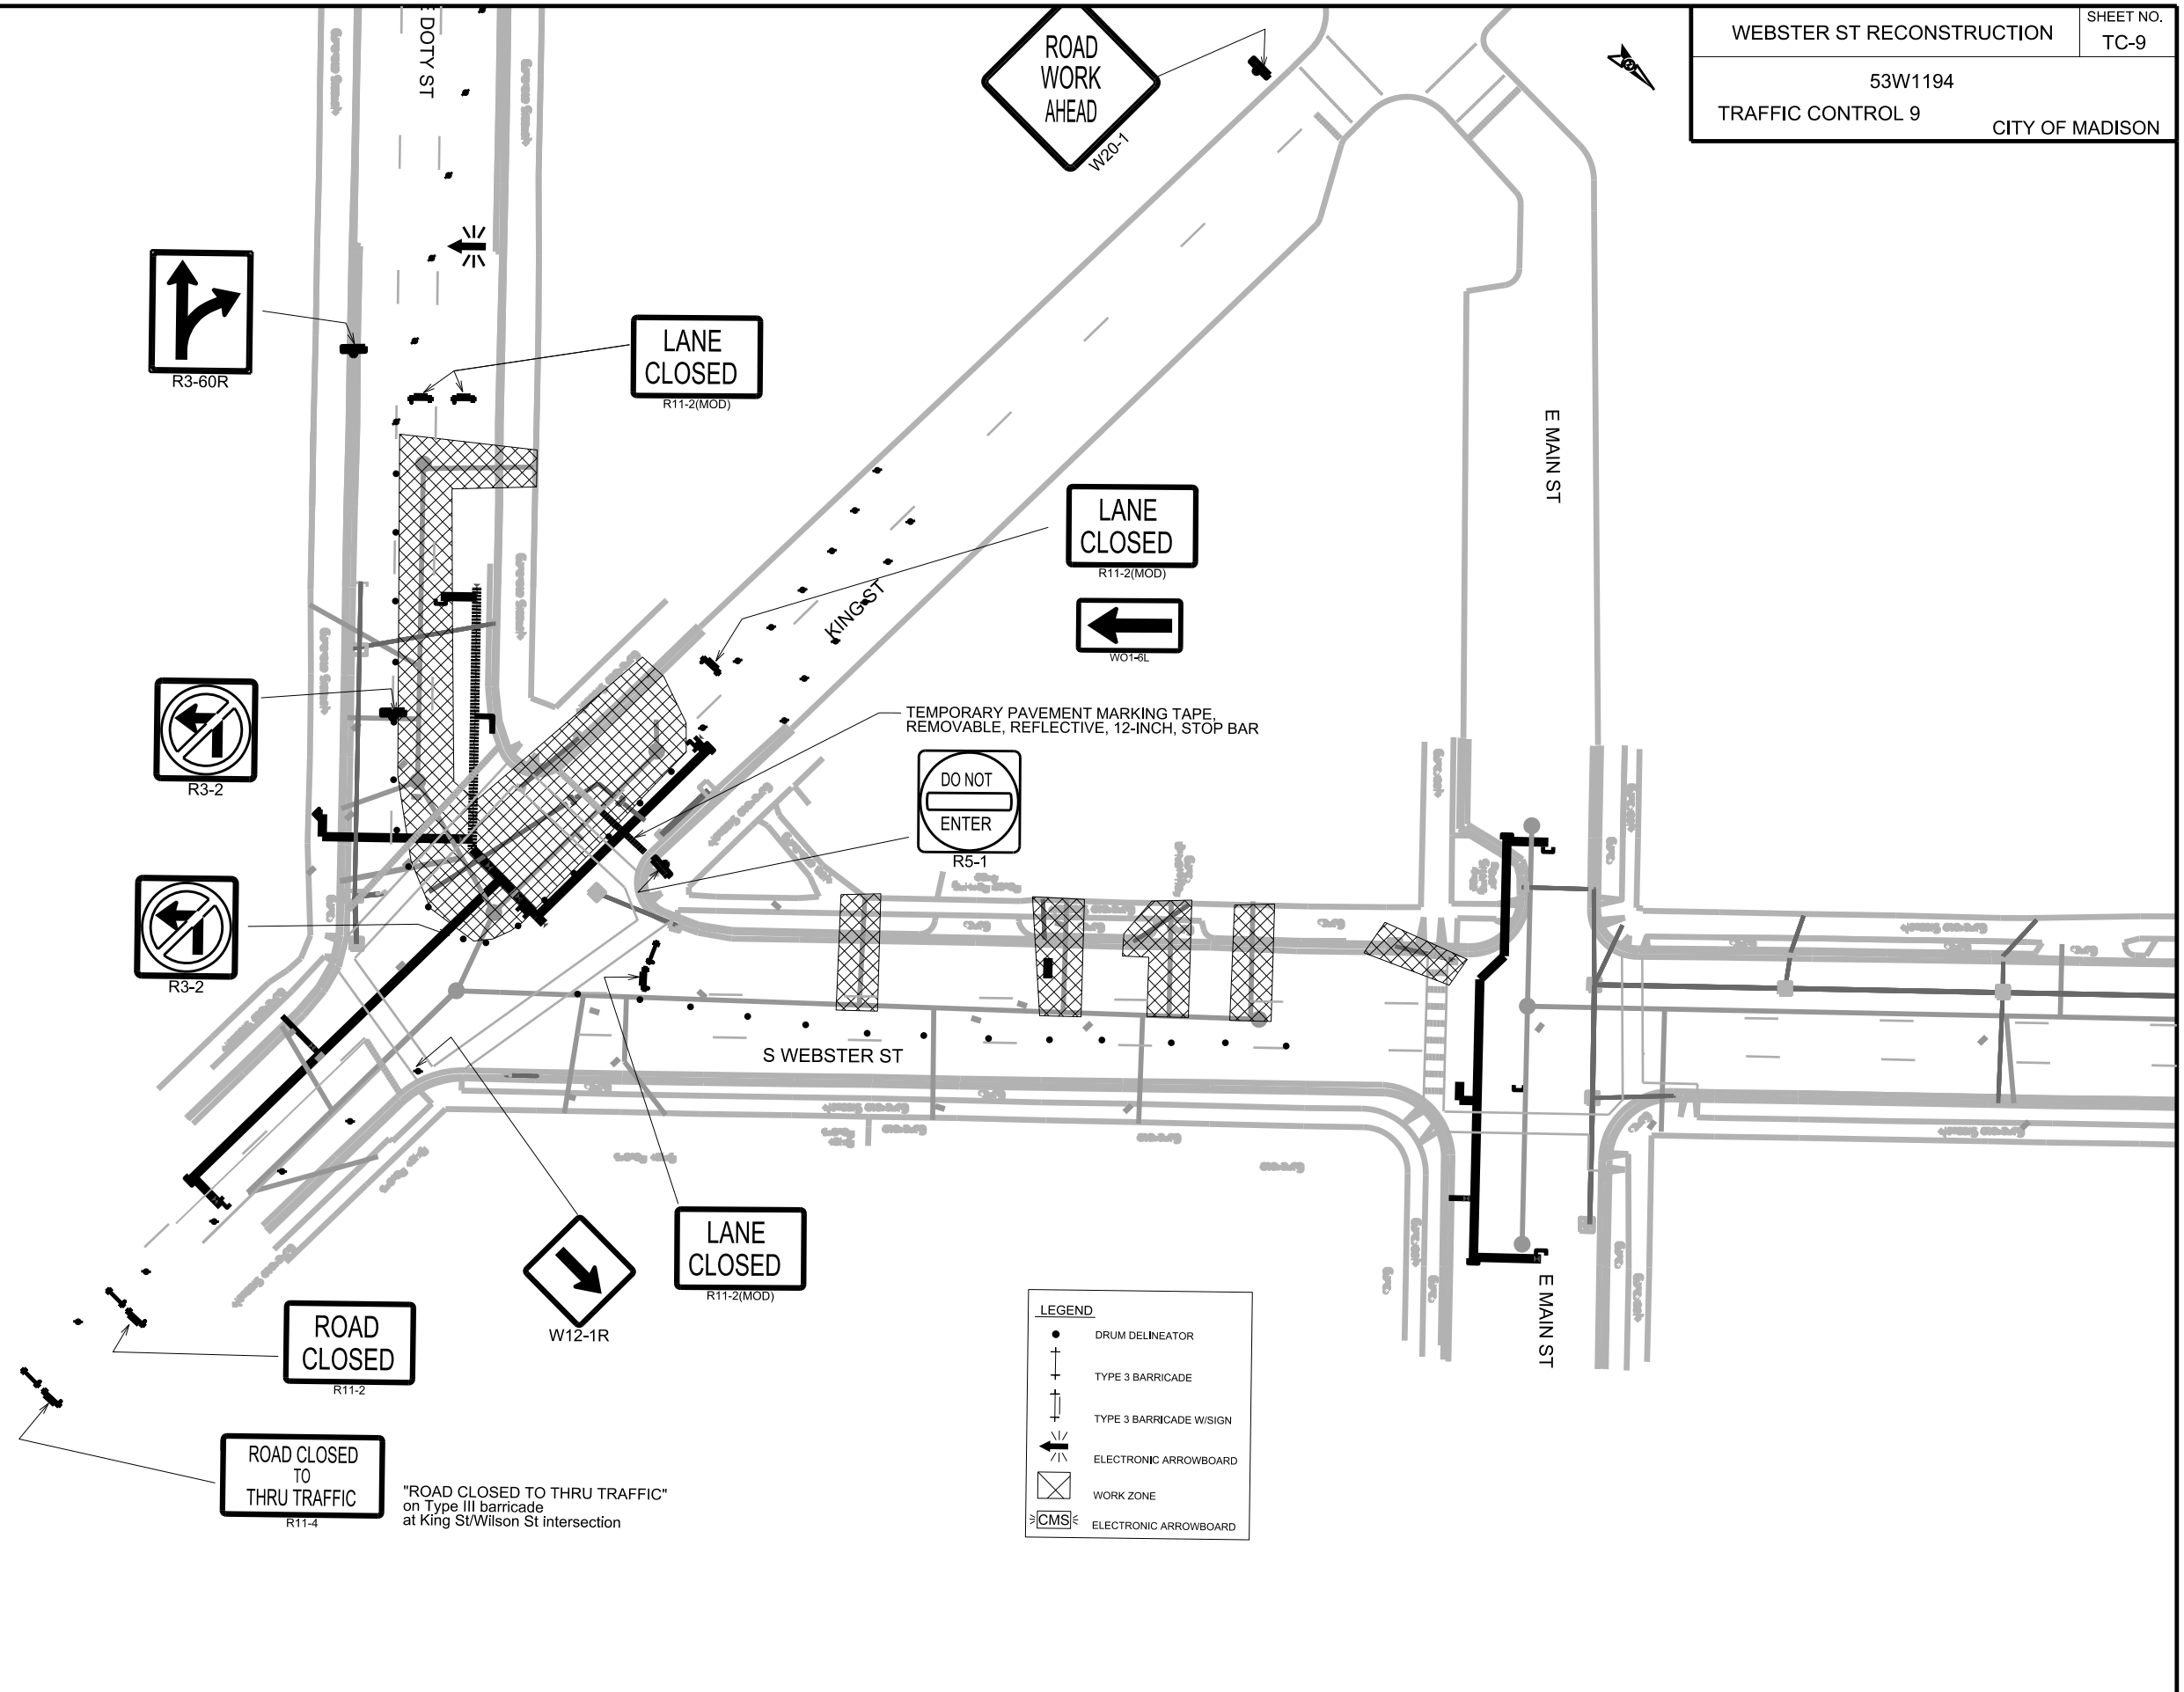 WEBSTER ST RECONSTRUCTION
SHEET NO.
TC-9
53W1194
TRAFFIC CONTROL 9
CITY OF MADISON
E DOTY ST
ROAD
WORK
AHEAD
W20-1
R3-60R
LANE
CLOSED
R11-2(MOD)
E MAIN ST
LANE
CLOSED
R11-2(MOD)
WO1-6L
KING ST
R3-2
TEMPORARY PAVEMENT MARKING TAPE,
REMOVABLE, REFLECTIVE, 12-INCH, STOP BAR
DO NOT
ENTER
R5-1
R3-2
S WEBSTER ST
LANE
CLOSED
R11-2(MOD)
W12-1R
E MAIN ST
ROAD
CLOSED
R11-2
ROAD CLOSED
TO
THRU TRAFFIC
R11-4
"ROAD CLOSED TO THRU TRAFFIC"
on Type III barricade
at King St/Wilson St intersection
LEGEND
DRUM DELINEATOR
TYPE 3 BARRICADE
TYPE 3 BARRICADE W/SIGN
ELECTRONIC ARROWBOARD
WORK ZONE
CMS
ELECTRONIC ARROWBOARD